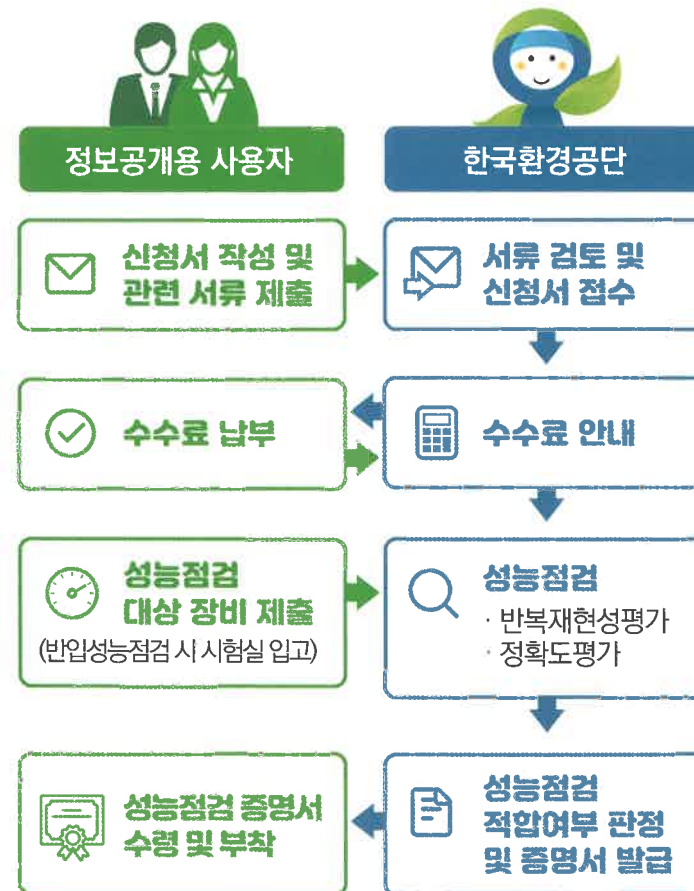 정보공개용 사용자
한국환경공단
신청서 작성 및
관련 서류 제출
서류 검토 및
신청서 접수
수수료 납부
수수료 안내
성능점검
대상 장비 제출
(반입성능점검 시 시험실 입고)
성능점검
· 반복재현성평가
· 정확도평가
성능점검 증명서
수령 및 부착
성능점검
적합여부 판정
및 증명서 발급